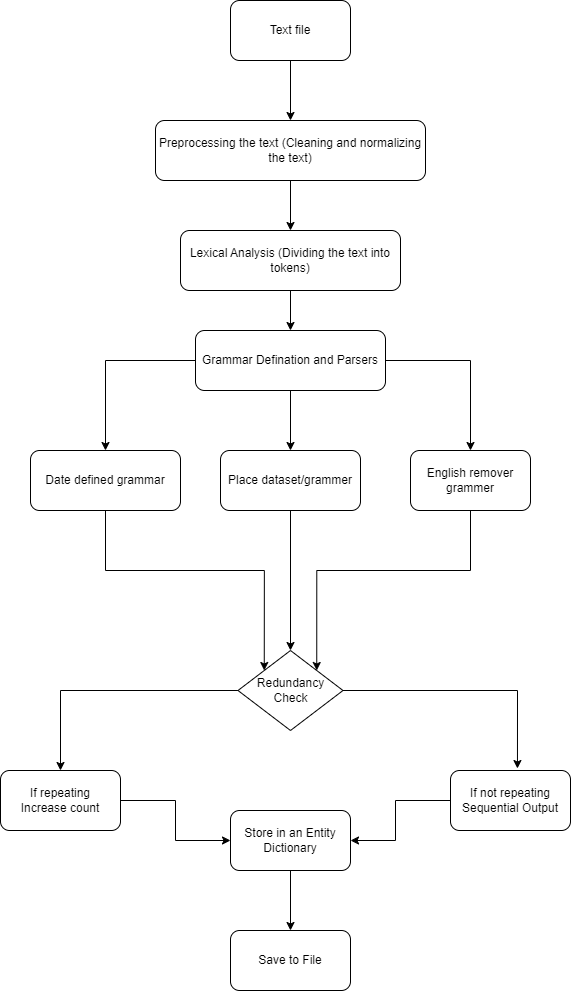 Text file
Preprocessing the text (Cleaning and normalizing
the text)
Lexical Analysis (Dividing the text into
tokens)
Grammar Defination and Parsers
Date defined grammar
Place dataset/grammer
English remover
grammer
Redundancy
Check
If repeating
Increase count
If not repeating
Sequential Output
Store in an Entity
Dictionary
Save to File